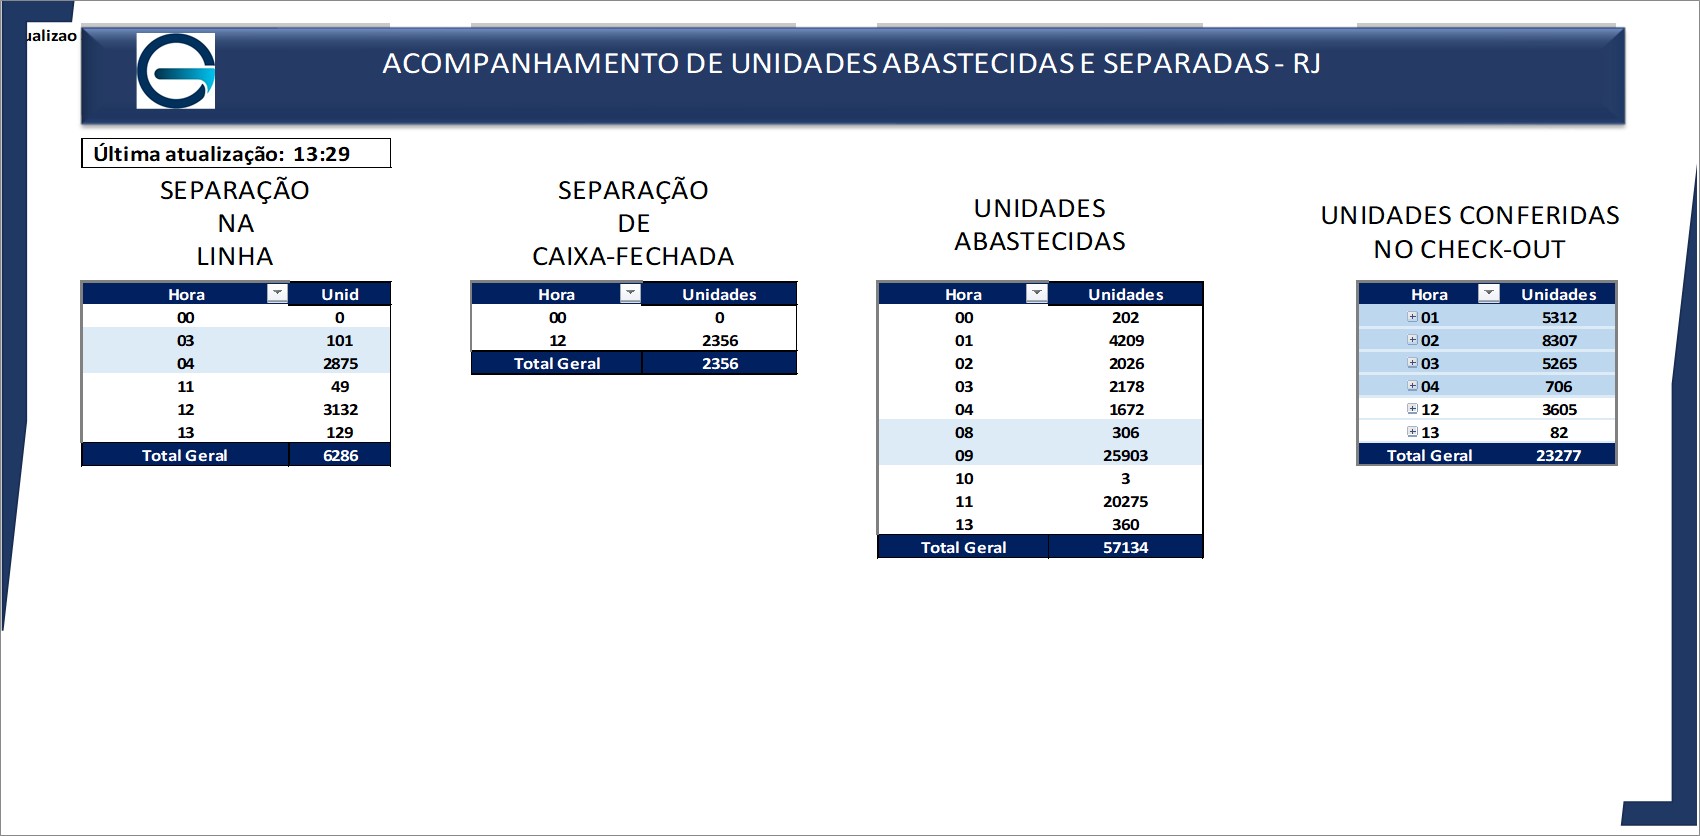 ualizao
ACOMPANHAMENTO DE UNIDADES ABASTECIDAS E SEPARADAS - RJ
Última atualização: 13:29
SEPARAÇÃO
NA
LINHA
Hora Unid
00 0
03 101
04 2875
11 49
12 3132
13 129
Total Geral 6286
SEPARAÇÃO
DE
CAIXA-FECHADA
Hora Unidades
00 0
12 2356
Total Geral 2356
UNIDADES
ABASTECIDAS
Hora Unidades
00 202
01 4209
02 2026
03 2178
04 1672
08 306
09 25903
10 3
11 20275
13 360
Total Geral 57134
UNIDADES CONFERIDAS
NO CHECK-OUT
Hora Unidades
01 5312
02 8307
03 5265
04 706
12 3605
13 82
Total Geral 23277